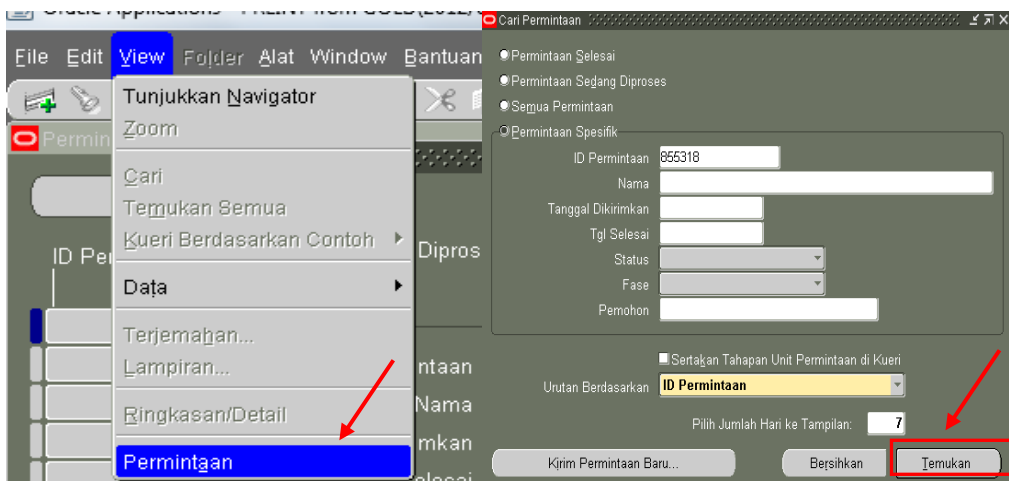 File Edit View Folder Alat Window Bantuan
Tunjukkan Navigator
Zoom
Cari
Temukan Semua
Kueri Berdasarkan Contoh
Data
Terjemahan...
Lampiran...
Ringkasan/Detail
Permintaan
Permin
ID Per
Dipros
ntaan
Nama
mkan
Cari Permintaan
Permintaan Selesai
Permintaan Sedang Diproses
Semua Permintaan
Permintaan Spesifik
ID Permintaan 855318
Nama
Tanggal Dikirimkan
Tgl Selesai
Status
Fase
Pemohon
Sertakan Tahapan Unit Permintaan di Kueri
Urutan Berdasarkan ID Permintaan
Pilih Jumlah Hari ke Tampilan: 7
Kirim Permintaan Baru... Bersihkan Temukan